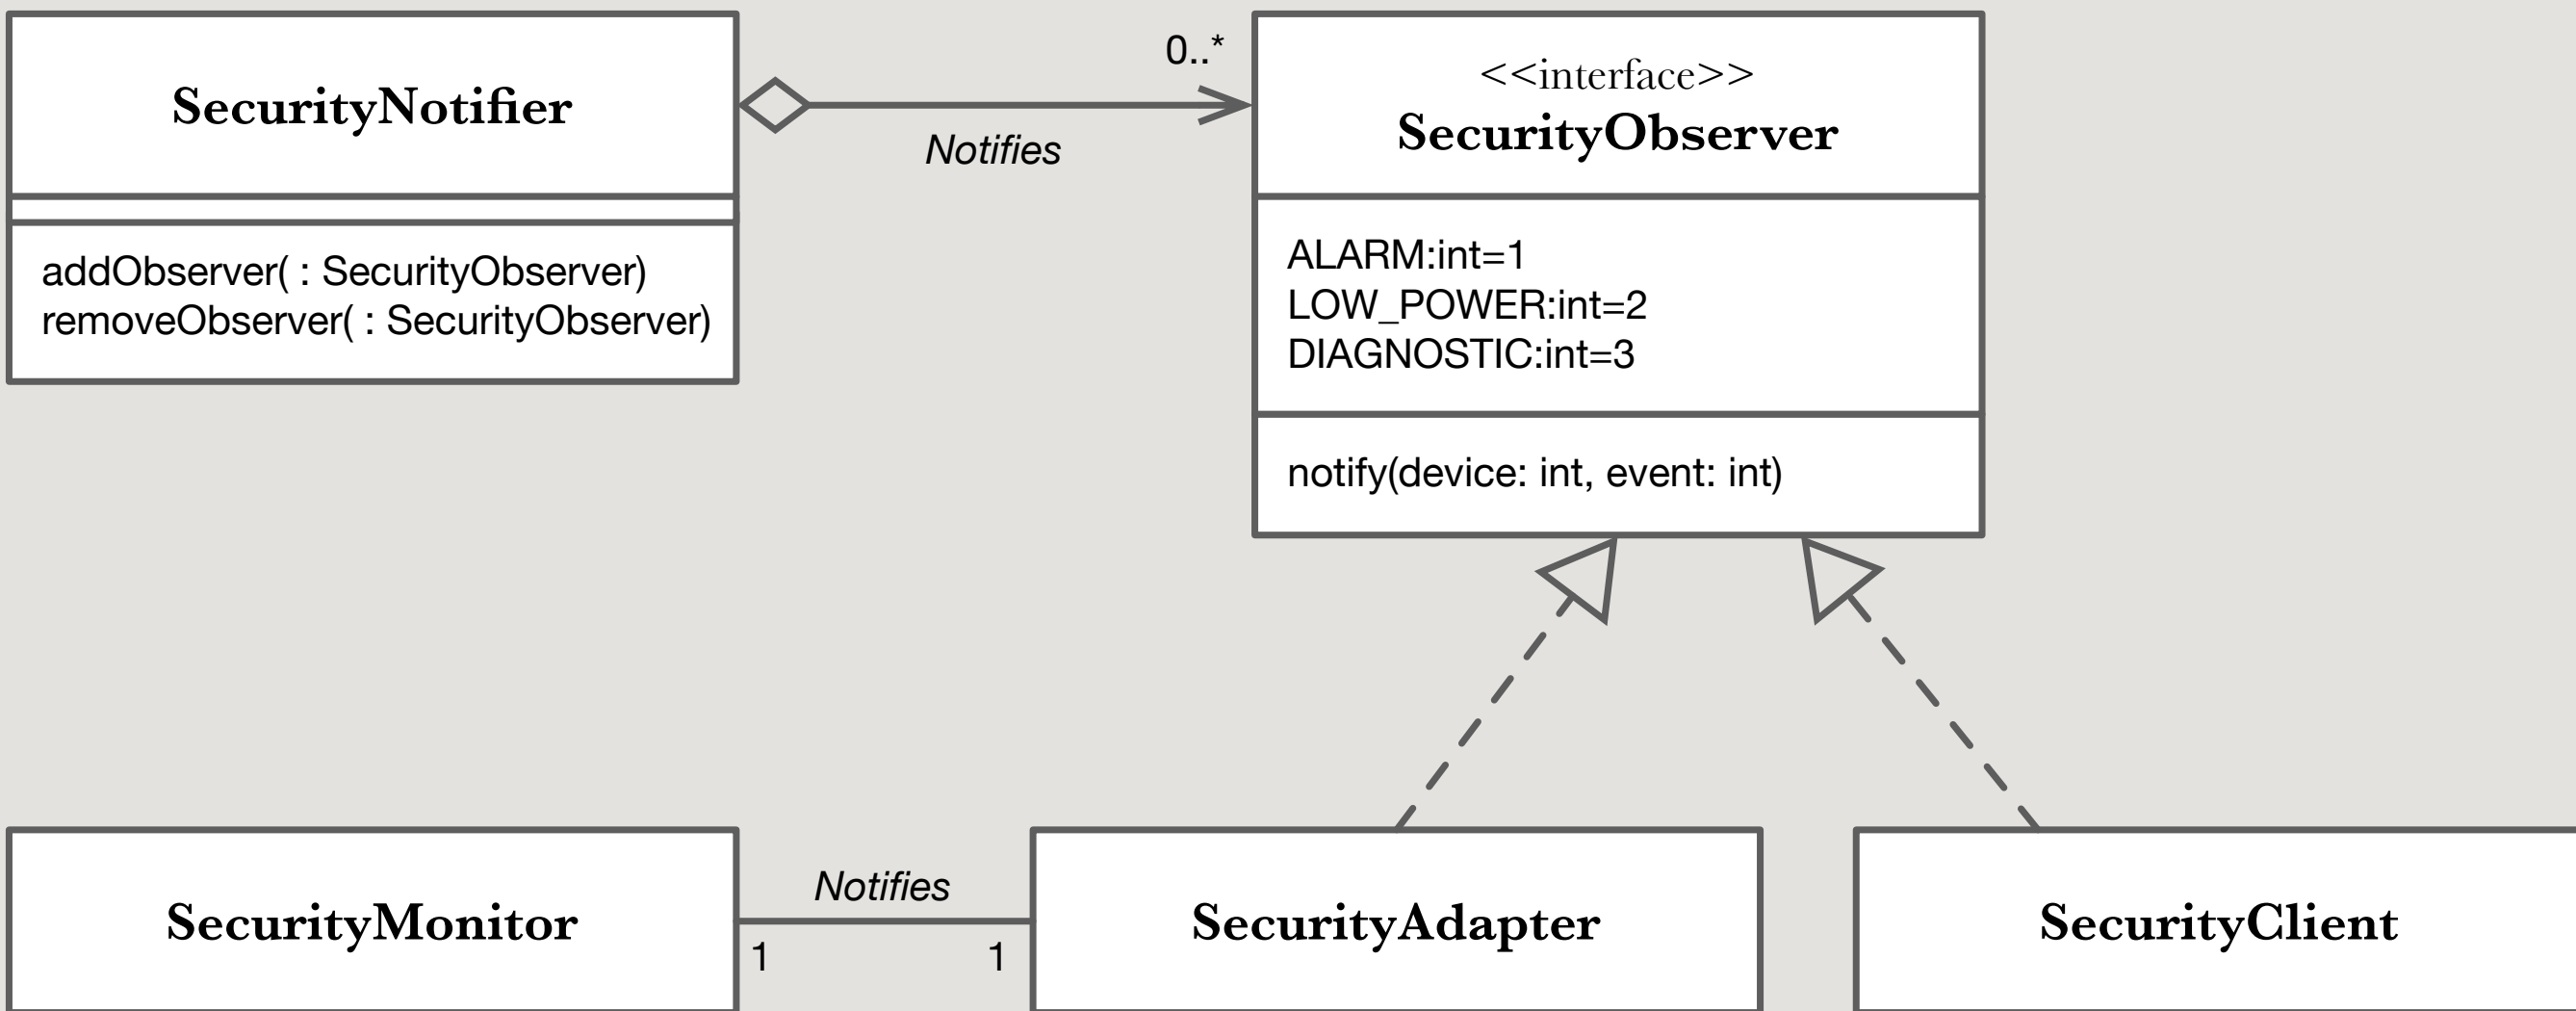 SecurityNotifier
addObserver( : SecurityObserver)
removeObserver( : SecurityObserver)
0..*
Notifies
<<interface>>
SecurityObserver
ALARM:int=1
LOW_POWER:int=2
DIAGNOSTIC:int=3
notify(device: int, event: int)
SecurityMonitor
Notifies
1
1
SecurityAdapter
SecurityClient